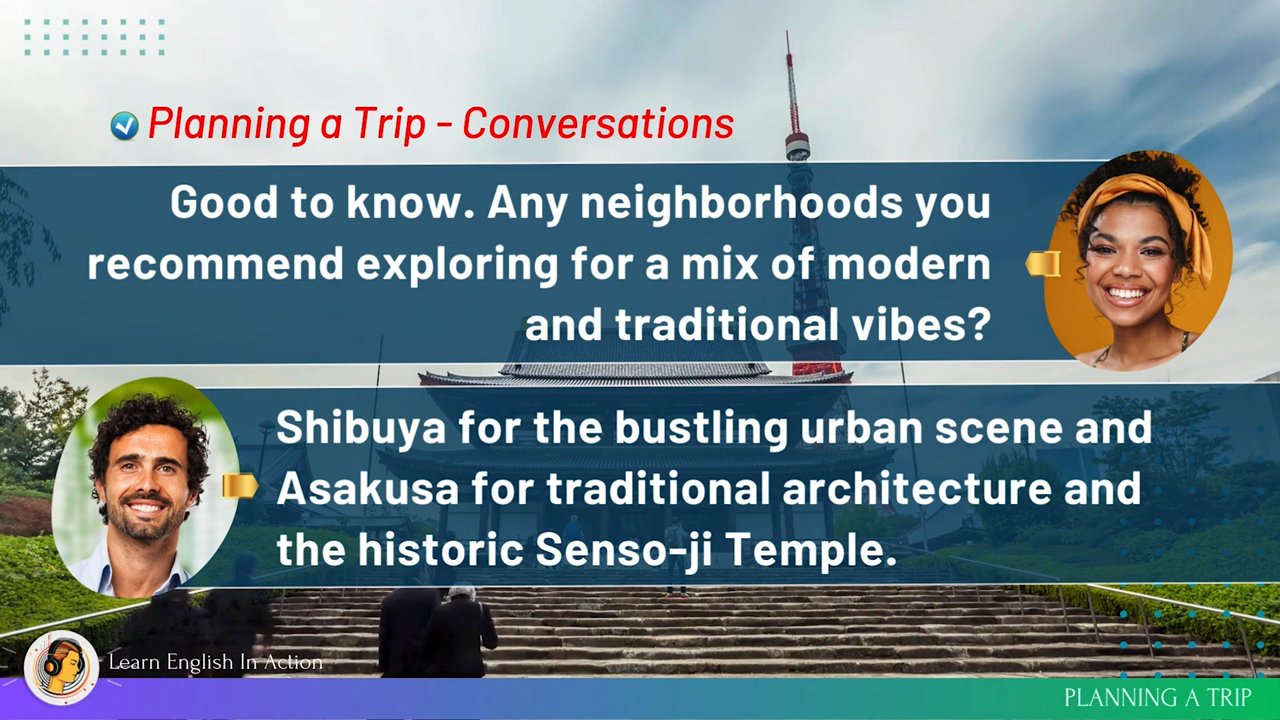 Planning a Trip - Conversations
Good to know. Any neighborhoods you
recommend exploring for a mix of modern
and traditional vibes?
Shibuya for the bustling urban scene and
Asakusa for traditional architecture and
the historic Senso-ji Temple.
Learn English In Action
PLANNING A TRIP